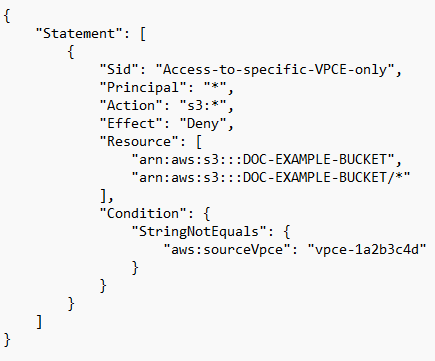 {
    "Statement": [
        {
            "Sid": "Access-to-specific-VPCE-only",
            "Principal": "*",
            "Action": "s3:*",
            "Effect": "Deny",
            "Resource": [
                "arn:aws:s3:::DOC-EXAMPLE-BUCKET",
                "arn:aws:s3:::DOC-EXAMPLE-BUCKET/*"
            ],
            "Condition": {
                "StringNotEquals": {
                    "aws:sourceVpce": "vpce-1a2b3c4d"
                }
            }
        }
    ]
}